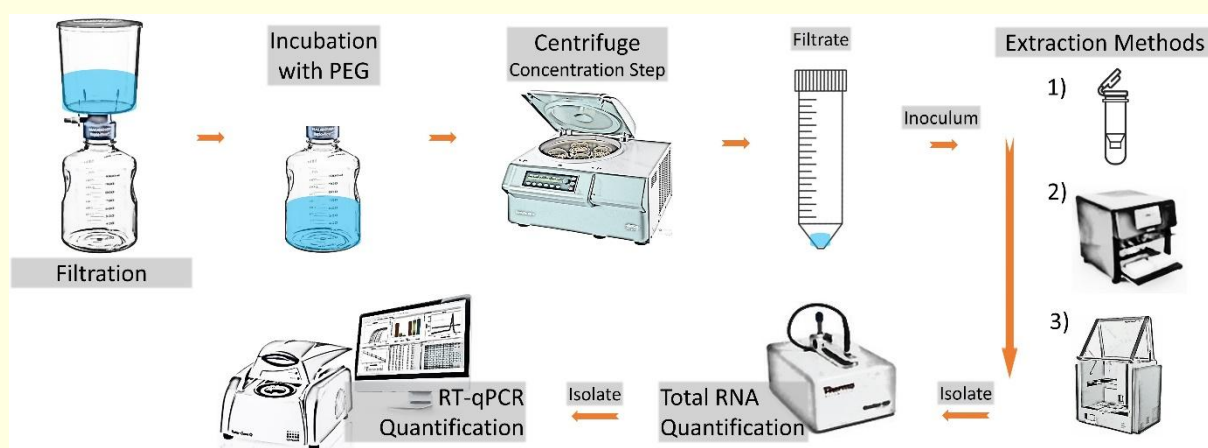 Filtration
Incubation
with PEG
Centrifuge
Concentration Step
Filtrate
Inoculum
Extraction Methods
1)
2)
3)
Isolate
Total RNA
Quantification
Thermo
Isolate
RT-qPCR
Quantification